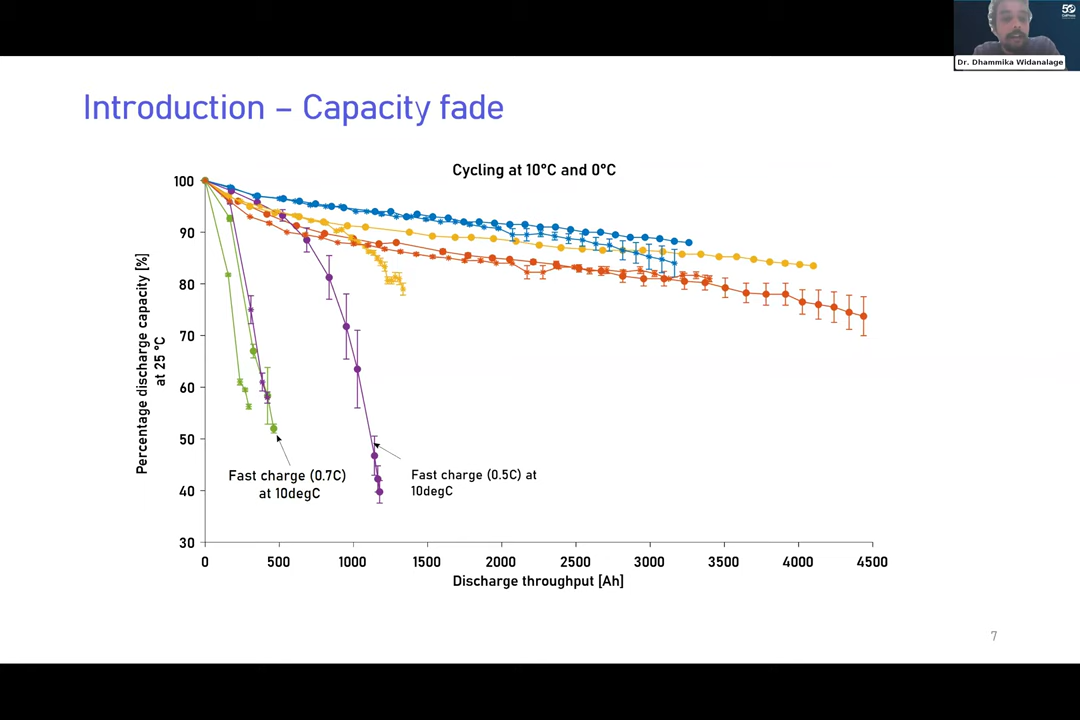 50
Dr. Dhammika Widanalage
Introduction – Capacity fade
Cycling at 10°C and 0°C
Percentage discharge capacity [%]
at 25 °C
100
90
80
70
60
50
40
30
Fast charge (0.7C)
at 10degC
Fast charge (0.5C) at
10degC
0
500
1000
1500
2000
2500
3000
3500
4000
4500
Discharge throughput [Ah]
7